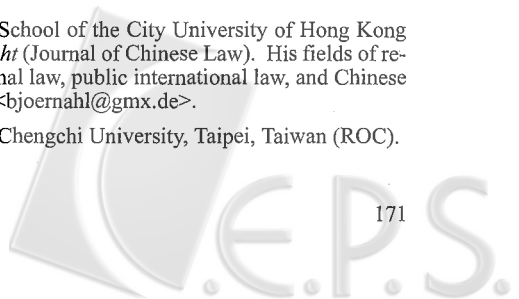 School of the City University of Hong Kong
ht (Journal of Chinese Law). His fields of re-
nal law, public international law, and Chinese
<bjoernahl@gmx.de>.
Chengchi University, Taipei, Taiwan (ROC).
171
C.E.P.S.